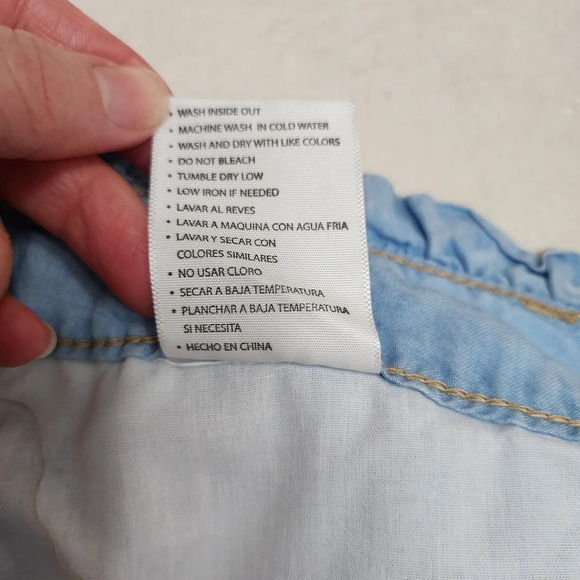 • WASH INSIDE OUT
• MACHINE WASH IN COLD WATER
• WASH AND DRY WITH LIKE COLORS
• DO NOT BLEACH
• TUMBLE DRY LOW
• LOW IRON IF NEEDED
• LAVAR AL REVES
• LAVAR A MAQUINA CON AGUA FRIA
• LAVAR Y SECAR CON
COLORES SIMILARES
• NO USAR CLORO
• SECAR A BAJA TEMPERATURA
• PLANCHAR A BAJA TEMPERATURA
SI NECESITA
• HECHO EN CHINA